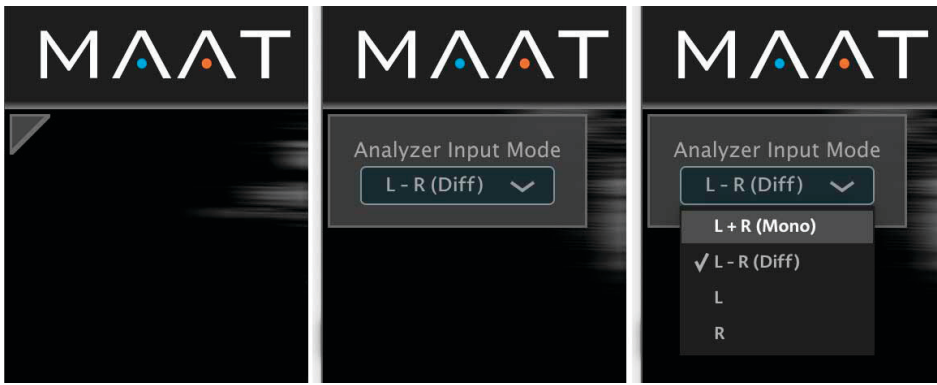 MAAT
MAAT
Analyzer Input Mode
L - R (Diff)
MAAT
Analyzer Input Mode
L - R (Diff)
L + R (Mono)
✓ L - R (Diff)
L
R